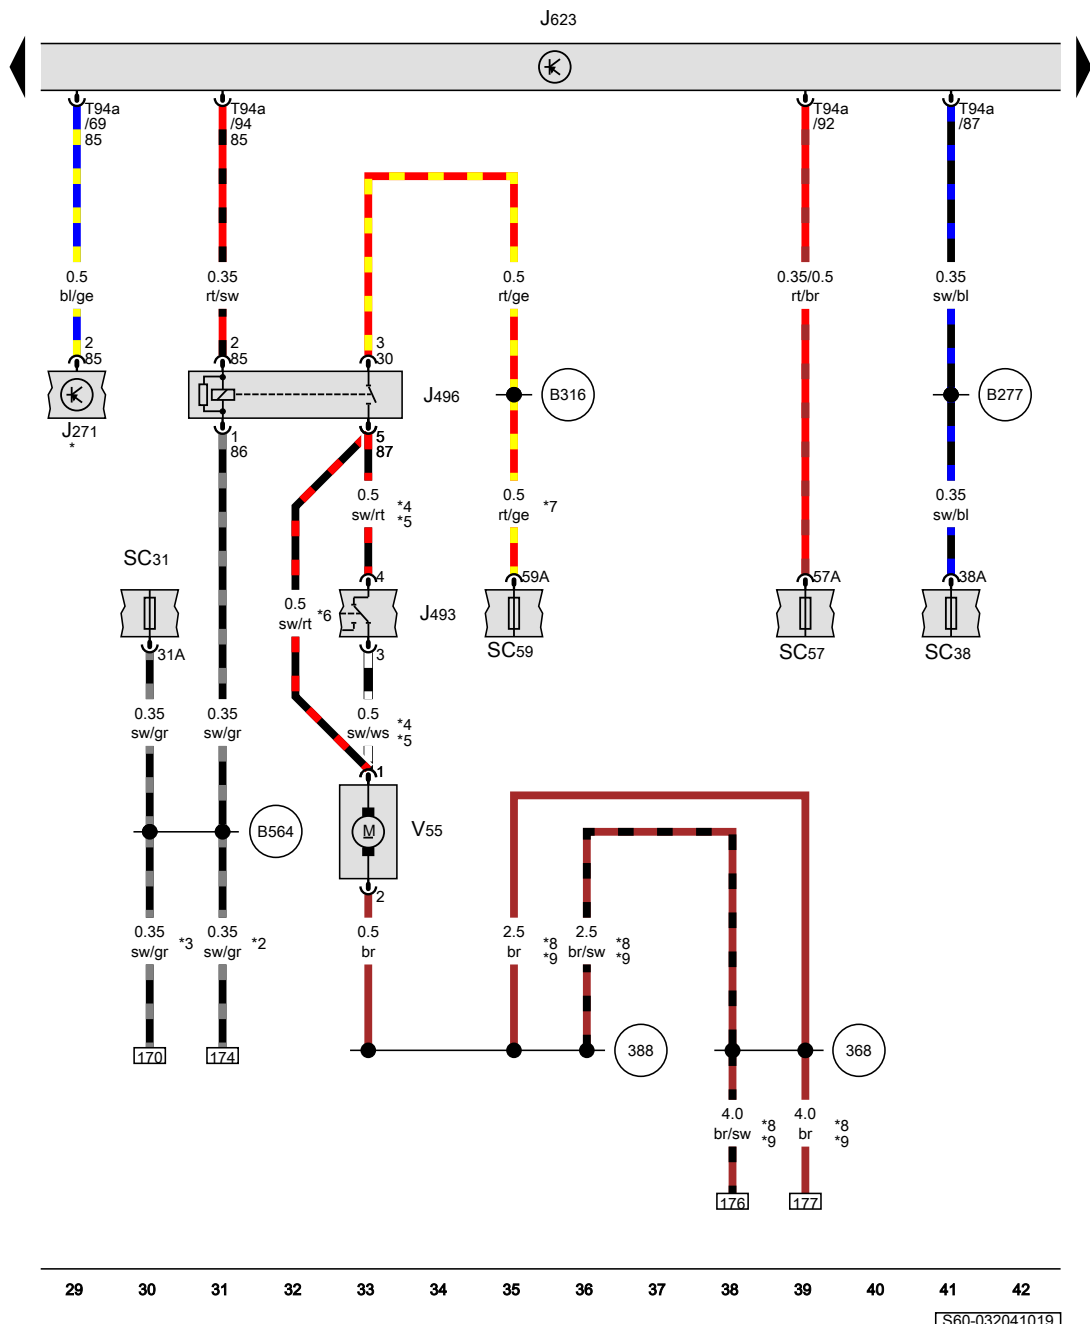 J623
T94a
/69
85
T94a
/94
85
T94a
/92
T94a
/87
0.5
bl/ge
0.35
rt/sw
0.5
rt/ge
0.35/0.5
rt/br
0.35
sw/bl
2
85
2
85
3
30
J271
*
J496
B316
B277
1
86
5
87
0.5
sw/rt
*4
*5
0.5
rt/ge
*7
0.35
sw/bl
SC31
4
59A
57A
38A
0.5
sw/rt
*6
J493
SC59
SC57
SC38
31A
3
0.35
sw/gr
0.35
sw/gr
0.5
sw/ws
*4
*5
1
B564
M
V55
2
0.35
sw/gr
*3
0.35
sw/gr
*2
0.5
br
2.5
br
*8
*9
2.5
br/sw
*8
*9
170
174
388
368
4.0
br/sw
*8
*9
4.0
br
*8
*9
176
177
29 30 31 32 33 34 35 36 37 38 39 40 41 42
S60-032041019